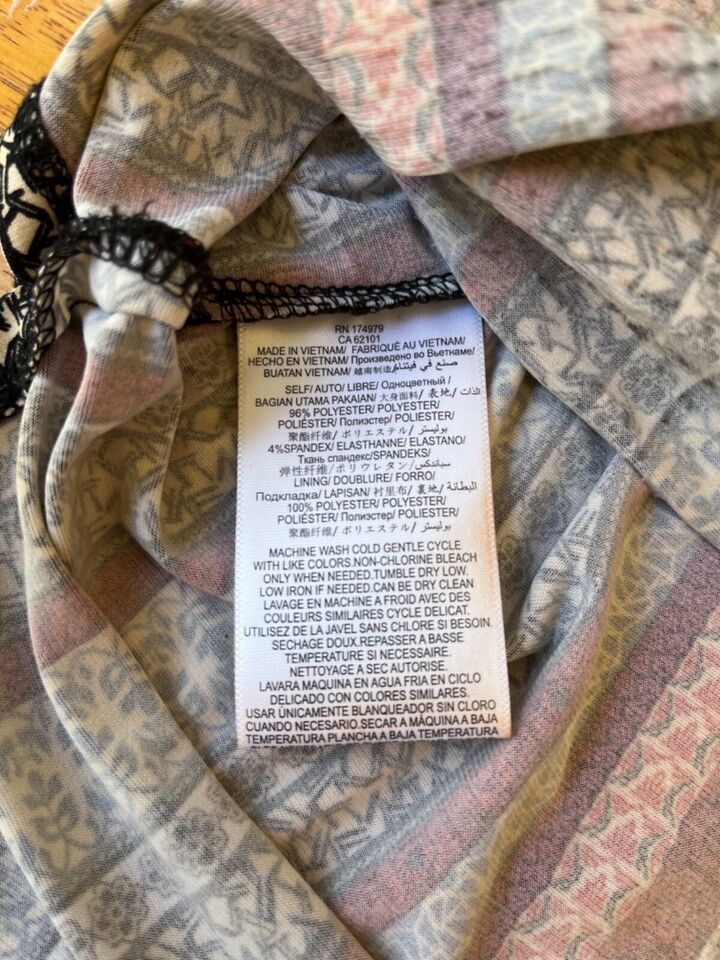 RN 174979
CA 62101
MADE IN VIETNAM/ FABRIQUÉ AU VIETNAM/
HECHO EN VIETNAM/ Произведено во Вьетнаме/
BUATAN VIETNAM/ 越南制造/ صنع في فيتنام
SELF/ AUTO/ LIBRE/ Одноцветный /
BAGIAN UTAMA PAKAIAN/ 大身面料/ 表地/ الذات
96% POLYESTER/ POLYESTER/
POLIÉSTER/ Полиэстер/ POLIESTER/
聚酯纤维/ ポリエステル/ بوليستر
4%SPANDEX/ ELASTHANNE/ ELASTANO/
Ткань спандекс/SPANDEKS/
弹性纤维/ポリウレタン/ سباندكس
LINING/ DOUBLURE/ FORRO/
Подкладка/ LAPISAN/ 衬里布/ 裏地/ البطانة
100% POLYESTER/ POLYESTER/
POLIÉSTER/ Полиэстер/ POLIESTER/
聚酯纤维/ ポリエステル/ بوليستر
MACHINE WASH COLD GENTLE CYCLE
WITH LIKE COLORS.NON-CHLORINE BLEACH
ONLY WHEN NEEDED.TUMBLE DRY LOW.
LOW IRON IF NEEDED.CAN BE DRY CLEAN
LAVAGE EN MACHINE A FROID AVEC DES
COULEURS SIMILAIRES CYCLE DELICAT.
UTILISEZ DE LA JAVEL SANS CHLORE SI BESOIN.
SECHAGE DOUX.REPASSER A BASSE
TEMPERATURE SI NECESSAIRE.
NETTOYAGE A SEC AUTORISE.
LAVARA MAQUINA EN AGUA FRIA EN CICLO
DELICADO CON COLORES SIMILARES.
USAR ÚNICAMENTE BLANQUEADOR SIN CLORO
CUANDO NECESARIO.SECAR A MÁQUINA A BAJA
TEMPERATURA PLANCHA A BAJA TEMPERATURA